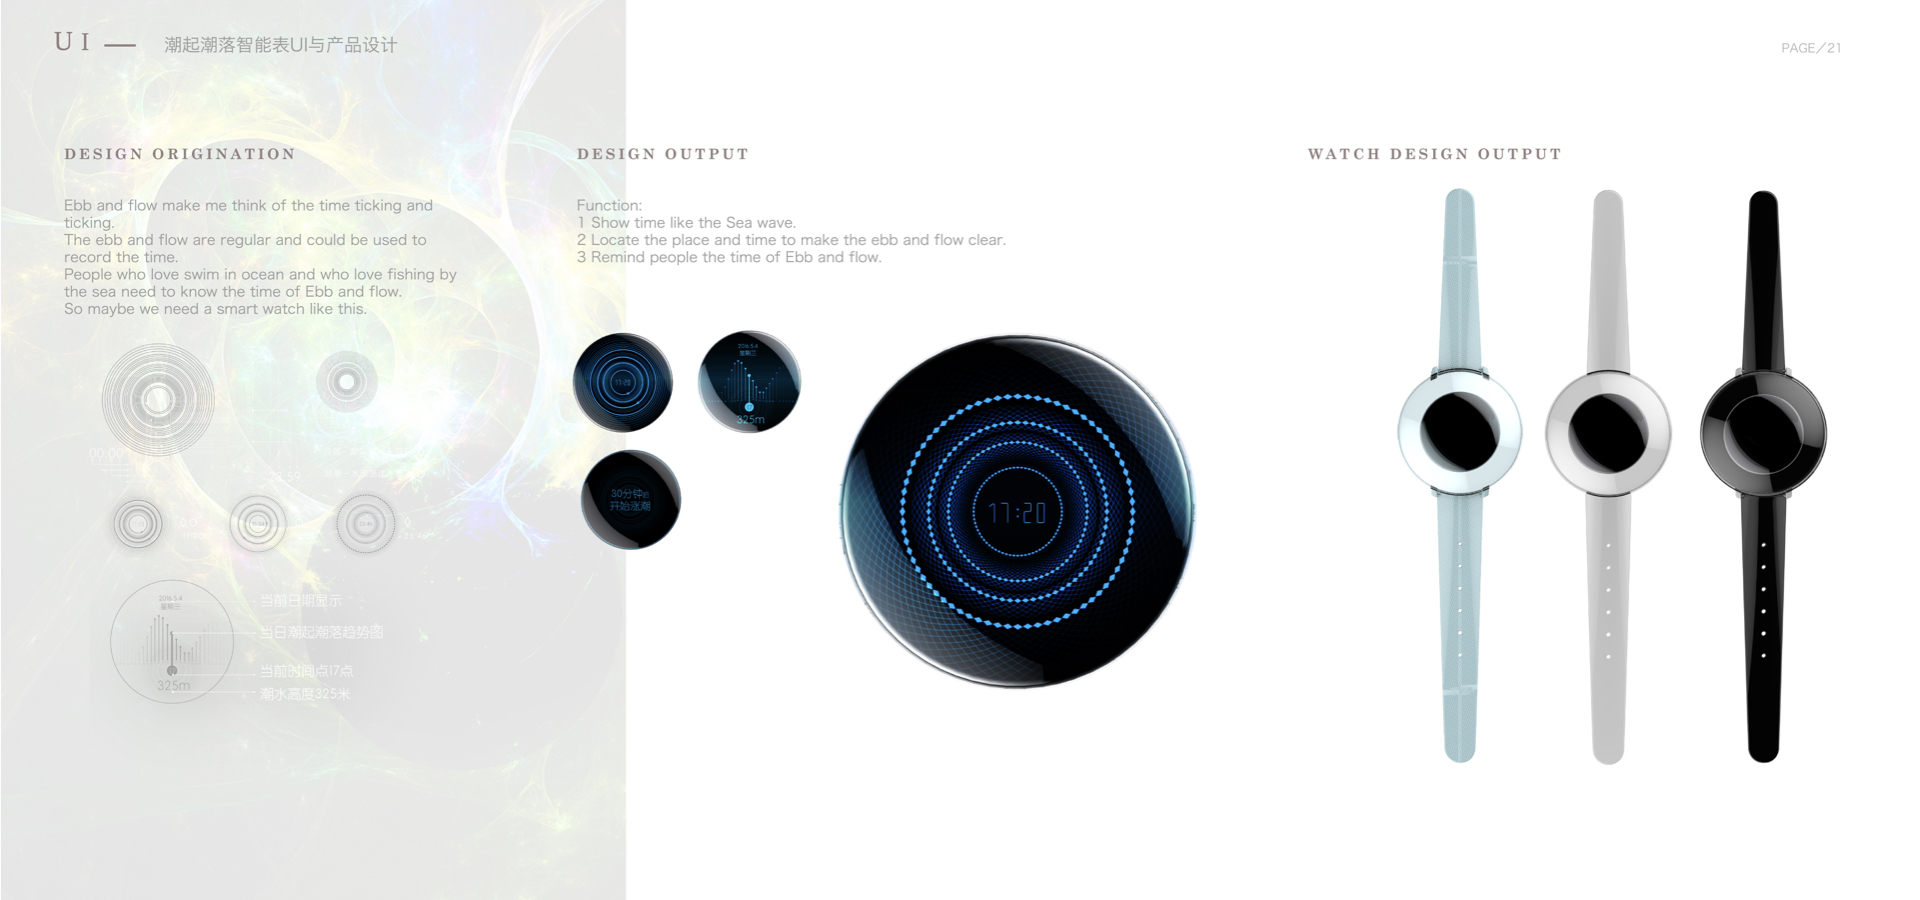 UI —
潮起潮落智能表UI与产品设计
PAGE／21
DESIGN ORIGINATION
Ebb and flow make me think of the time ticking and
ticking.
The ebb and flow are regular and could be used to
record the time.
People who love swim in ocean and who love fishing by
the sea need to know the time of Ebb and flow.
So maybe we need a smart watch like this.
00:00
2016.5.4
星期三
325m
当前日期显示
当日潮起潮落趋势图
当前时间点17点
潮水高度325米
DESIGN OUTPUT
Function:
1 Show time like the Sea wave.
2 Locate the place and time to make the ebb and flow clear.
3 Remind people the time of Ebb and flow.
17:20
2016.5.4
星期三
325m
30分钟后
开始涨潮
17:20
WATCH DESIGN OUTPUT